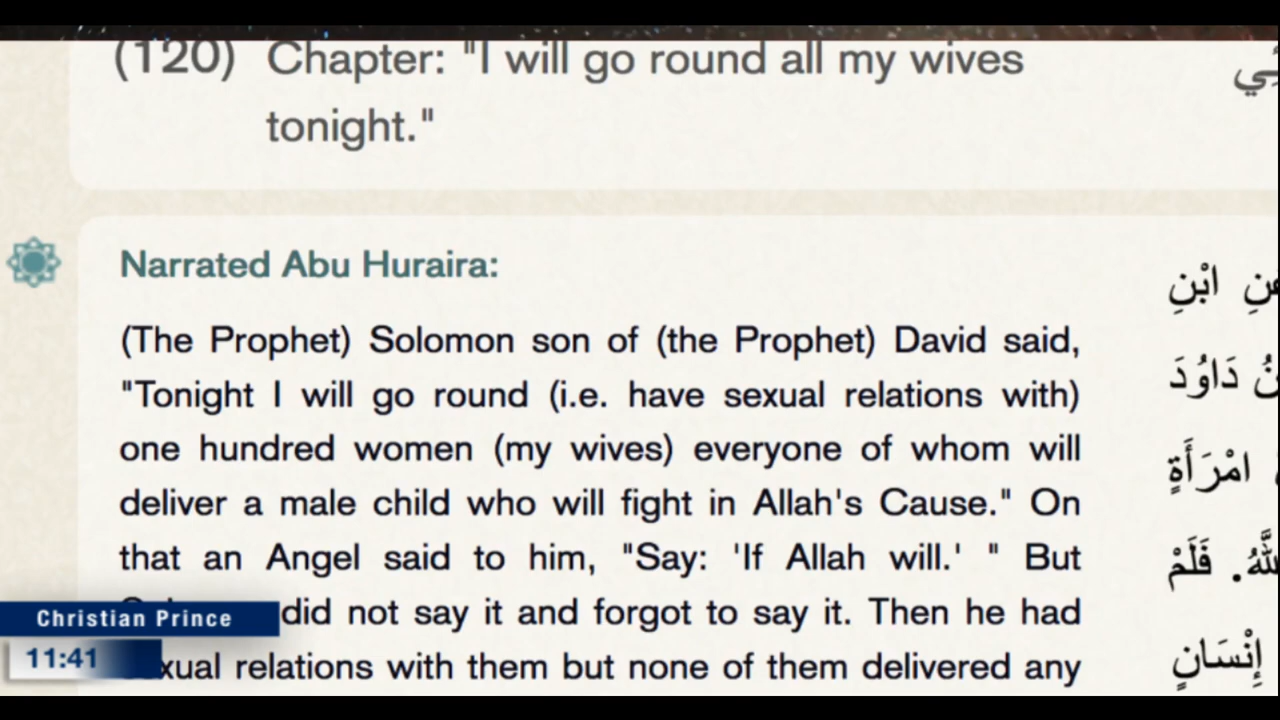 (120) Chapter: "I will go round all my wives
tonight."
Narrated Abu Huraira:
(The Prophet) Solomon son of (the Prophet) David said,
"Tonight I will go round (i.e. have sexual relations with)
one hundred women (my wives) everyone of whom will
deliver a male child who will fight in Allah's Cause." On
that an Angel said to him, "Say: 'If Allah will.' " But
did not say it and forgot to say it. Then he had
relations with them but none of them delivered any
ابْنِ
دَاوُدَ
امْرَأَةٍ
فَلَمْ
إِنْسَانٍ
Christian Prince
11:41